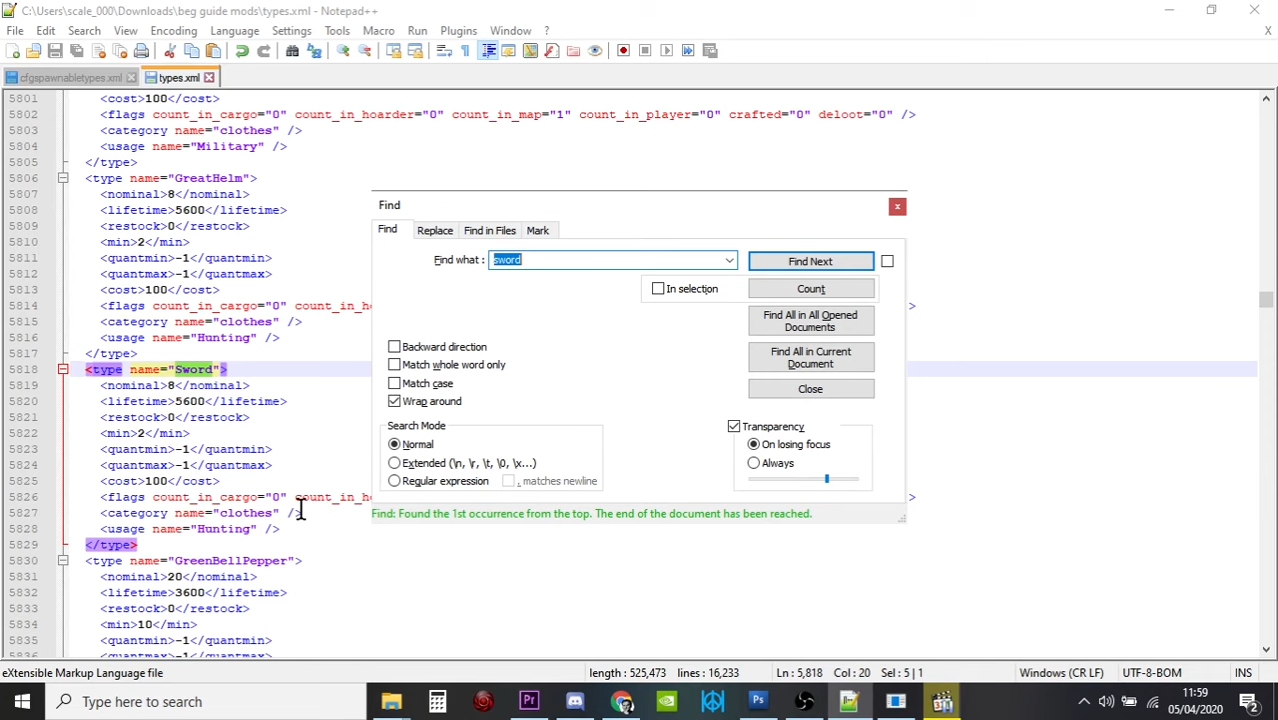 C:\Users\scale_000\Downloads\beg guide mods\types.xml - Notepad++
File Edit Search View Encoding Language Settings Tools Macro Run Plugins Window ? X
cfgspawnabletypes.xml types.xml
5801 <cost>100</cost>
5802 <flags count_in_cargo="0" count_in_hoarder="0" count_in_map="1" count_in_player="0" crafted="0" deloot="0" />
5803 <category name="clothes" />
5804 <usage name="Military" />
5805 </type>
5806 <type name="GreatHelm">
5807 <nominal>8</nominal>
5808 <lifetime>5600</lifetime>
5809 <restock>0</restock>
5810 <min>2</min>
5811 <quantmin>-1</quantmin>
5812 <quantmax>-1</quantmax>
5813 <cost>100</cost>
5814 <flags count_in_cargo="0" count_in_ho />
5815 <category name="clothes" />
5816 <usage name="Hunting" />
5817 </type>
5818 <type name="Sword">
5819 <nominal>8</nominal>
5820 <lifetime>5600</lifetime>
5821 <restock>0</restock>
5822 <min>2</min>
5823 <quantmin>-1</quantmin>
5824 <quantmax>-1</quantmax>
5825 <cost>100</cost>
5826 <flags count_in_cargo="0" count_in_ho />
5827 <category name="clothes" />
5828 <usage name="Hunting" />
5829 </type>
5830 <type name="GreenBellPepper">
5831 <nominal>20</nominal>
5832 <lifetime>3600</lifetime>
5833 <restock>0</restock>
5834 <min>10</min>
5835 <quantmin>-1</quantmin>
<quantmax>-1</quantmax>
Find x
Find Replace Find in Files Mark
Find what : sword Find Next
In selection Count
Find All in All Opened
Documents
Backward direction
Find All in Current
Document
Match whole word only
Match case Close
Wrap around
Search Mode Transparency
Normal On losing focus
Extended (\n, \r, \t, \0, \x...) Always
Regular expression . matches newline
Find: Found the 1st occurrence from the top. The end of the document has been reached.
eXtensible Markup Language file length : 525,473 lines : 16,233 Ln : 5,818 Col : 20 Sel : 5 | 1 Windows (CR LF) UTF-8-BOM INS
Type here to search
11:59
05/04/2020
2